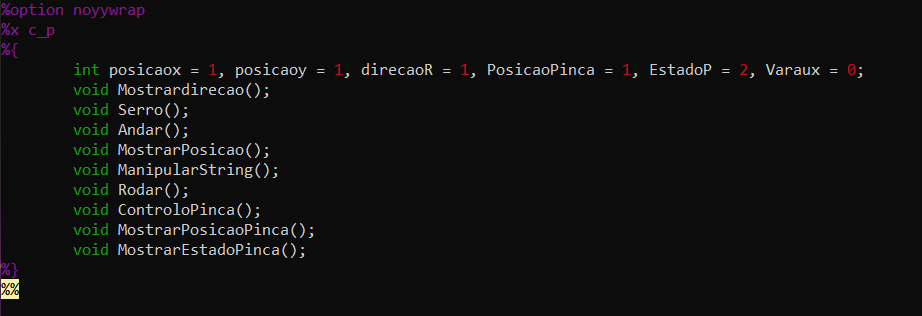 %option noyywrap
%x c_p
%{
int posicaox = 1, posicaoy = 1, direcaoR = 1, PosicaoPinca = 1, EstadoP = 2, Varaux = 0;
void Mostrardirecao();
void Serro();
void Andar();
void MostrarPosicao();
void ManipularString();
void Rodar();
void ControloPinca();
void MostrarPosicaoPinca();
void MostrarEstadoPinca();
%}
%%